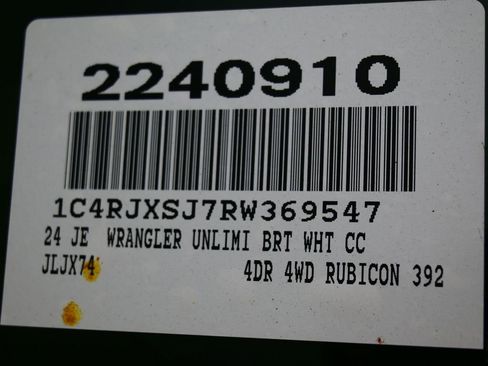 2240910
1C4RJXSJ7RW369547
24 JE WRANGLER UNLIMI BRT WHT CC
JLJX74 4DR 4WD RUBICON 392